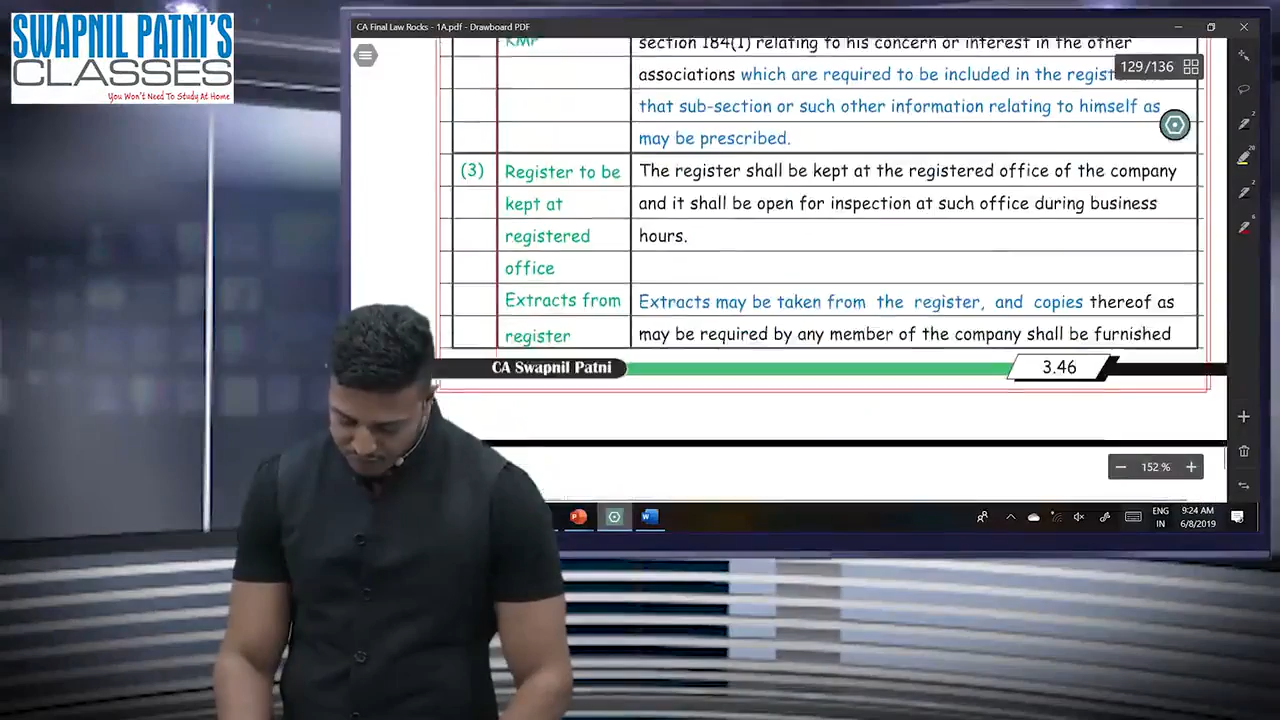 SWAPNIL PATNI'S
CLASSES
You Won't Need To Study At Home
CA Final Law Rocks - 1A.pdf - Drawboard PDF
129/136
KMP
section 184(1) relating to his concern or interest in the other
associations which are required to be included in the regist
that sub-section or such other information relating to himself as
may be prescribed.
(3) Register to be
kept at
registered
office
The register shall be kept at the registered office of the company
and it shall be open for inspection at such office during business
hours.
Extracts from
register
Extracts may be taken from the register, and copies thereof as
may be required by any member of the company shall be furnished
CA Swapnil Patni
3.46
152 %
ENG
IN
9:24 AM
6/8/2019